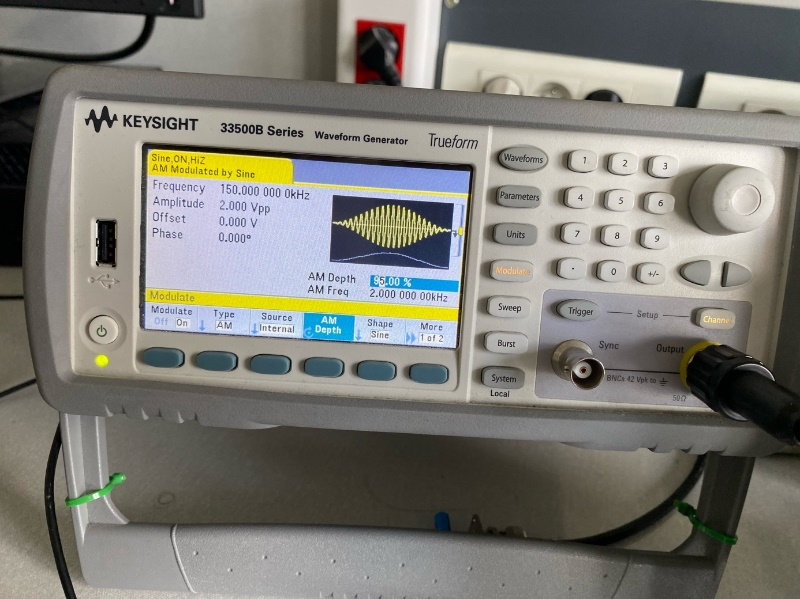 KEYSIGHT 33500B Series Waveform Generator Trueform
Sine,ON,HiZ
AM Modulated by Sine
Frequency 150.000 000 0kHz
Amplitude 2.000 Vpp
Offset 0.000 V
Phase 0.000°
AM Depth 95.00 %
AM Freq 2.000 000 00kHz
Modulate
Modulate Off On
Type AM
Source Internal
AM Depth
Shape Sine
More 1 of 2
Waveforms 1 2 3
Parameters 4 5 6
Units 7 8 9
Modulate . 0 +/-
Sweep
Trigger Setup Channel
Burst
Sync Output
System
Local
BNCs 42 Vpk to
50Ω